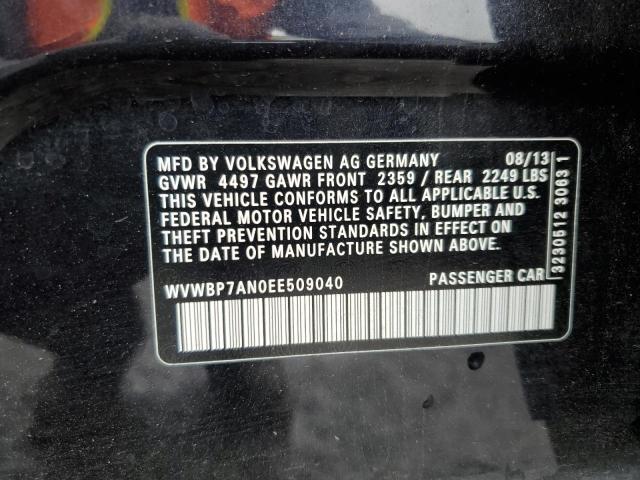 MFD BY VOLKSWAGEN AG GERMANY 08/13
GVWR 4497 GAWR FRONT 2359 / REAR 2249 LBS
THIS VEHICLE CONFORMS TO ALL APPLICABLE U.S.
FEDERAL MOTOR VEHICLE SAFETY, BUMPER AND
THEFT PREVENTION STANDARDS IN EFFECT ON
THE DATE OF MANUFACTURE SHOWN ABOVE.
WVWBP7AN0EE509040 PASSENGER CAR
3230512 3063 1